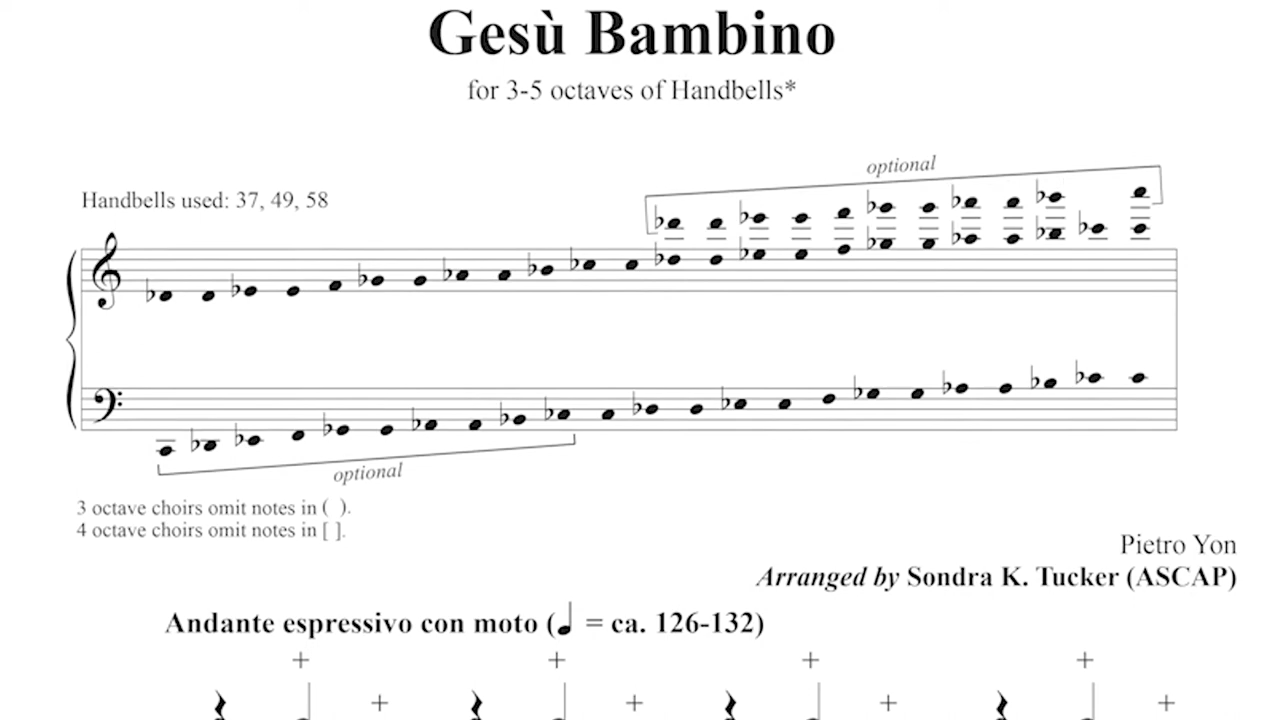 Gesù Bambino
for 3-5 octaves of Handbells*
optional
Handbells used: 37, 49, 58
optional
3 octave choirs omit notes in ( ).
4 octave choirs omit notes in [ ].
Pietro Yon
Arranged by Sondra K. Tucker (ASCAP)
Andante espressivo con moto (♩ = ca. 126-132)